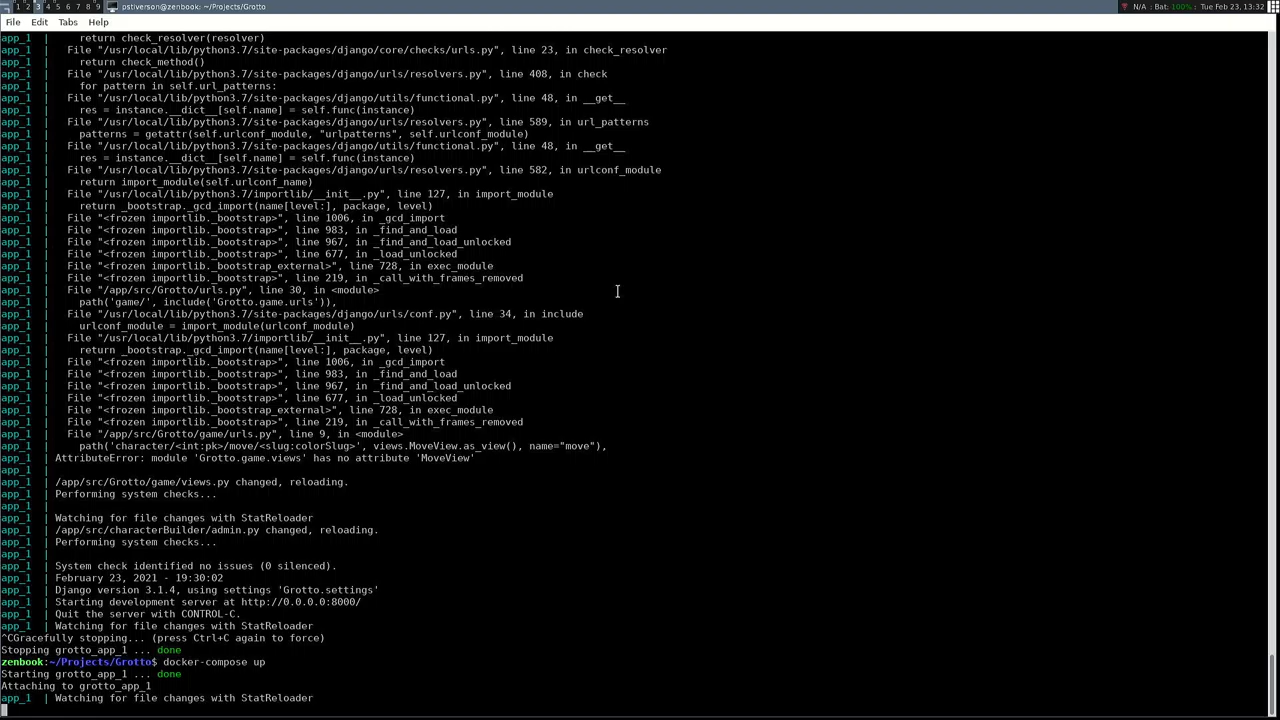 1 2 3 4 5 6 7 8 9 pstiverson@zenbook: ~/Projects/Grotto N/A : Bat: 100% : Tue Feb 23, 13:32
File Edit Tabs Help
app_1 | return check_resolver(resolver)
app_1 | File "/usr/local/lib/python3.7/site-packages/django/core/checks/urls.py", line 23, in check_resolver
app_1 | return check_method()
app_1 | File "/usr/local/lib/python3.7/site-packages/django/urls/resolvers.py", line 408, in check
app_1 | for pattern in self.url_patterns:
app_1 | File "/usr/local/lib/python3.7/site-packages/django/utils/functional.py", line 48, in __get__
app_1 | res = instance.__dict__[self.name] = self.func(instance)
app_1 | File "/usr/local/lib/python3.7/site-packages/django/urls/resolvers.py", line 589, in url_patterns
app_1 | patterns = getattr(self.urlconf_module, "urlpatterns", self.urlconf_module)
app_1 | File "/usr/local/lib/python3.7/site-packages/django/utils/functional.py", line 48, in __get__
app_1 | res = instance.__dict__[self.name] = self.func(instance)
app_1 | File "/usr/local/lib/python3.7/site-packages/django/urls/resolvers.py", line 582, in urlconf_module
app_1 | return import_module(self.urlconf_name)
app_1 | File "/usr/local/lib/python3.7/importlib/__init__.py", line 127, in import_module
app_1 | return _bootstrap._gcd_import(name[level:], package, level)
app_1 | File "<frozen importlib._bootstrap>", line 1006, in _gcd_import
app_1 | File "<frozen importlib._bootstrap>", line 983, in _find_and_load
app_1 | File "<frozen importlib._bootstrap>", line 967, in _find_and_load_unlocked
app_1 | File "<frozen importlib._bootstrap>", line 677, in _load_unlocked
app_1 | File "<frozen importlib._bootstrap_external>", line 728, in exec_module
app_1 | File "<frozen importlib._bootstrap>", line 219, in _call_with_frames_removed
app_1 | File "/app/src/Grotto/urls.py", line 30, in <module>
app_1 | path('game/', include('Grotto.game.urls')),
app_1 | File "/usr/local/lib/python3.7/site-packages/django/urls/conf.py", line 34, in include
app_1 | urlconf_module = import_module(urlconf_module)
app_1 | File "/usr/local/lib/python3.7/importlib/__init__.py", line 127, in import_module
app_1 | return _bootstrap._gcd_import(name[level:], package, level)
app_1 | File "<frozen importlib._bootstrap>", line 1006, in _gcd_import
app_1 | File "<frozen importlib._bootstrap>", line 983, in _find_and_load
app_1 | File "<frozen importlib._bootstrap>", line 967, in _find_and_load_unlocked
app_1 | File "<frozen importlib._bootstrap>", line 677, in _load_unlocked
app_1 | File "<frozen importlib._bootstrap_external>", line 728, in exec_module
app_1 | File "<frozen importlib._bootstrap>", line 219, in _call_with_frames_removed
app_1 | File "/app/src/Grotto/game/urls.py", line 9, in <module>
app_1 | path('character/<int:pk>/move/<slug:colorSlug>', views.MoveView.as_view(), name="move"),
app_1 | AttributeError: module 'Grotto.game.views' has no attribute 'MoveView'
app_1 |
app_1 | /app/src/Grotto/game/views.py changed, reloading.
app_1 | Performing system checks...
app_1 |
app_1 | Watching for file changes with StatReloader
app_1 | /app/src/characterBuilder/admin.py changed, reloading.
app_1 | Performing system checks...
app_1 |
app_1 | System check identified no issues (0 silenced).
app_1 | February 23, 2021 - 19:30:02
app_1 | Django version 3.1.4, using settings 'Grotto.settings'
app_1 | Starting development server at http://0.0.0.0:8000/
app_1 | Quit the server with CONTROL-C.
app_1 | Watching for file changes with StatReloader
^CGracefully stopping... (press Ctrl+C again to force)
Stopping grotto_app_1 ... done
zenbook:~/Projects/Grotto$ docker-compose up
Starting grotto_app_1 ... done
Attaching to grotto_app_1
app_1 | Watching for file changes with StatReloader